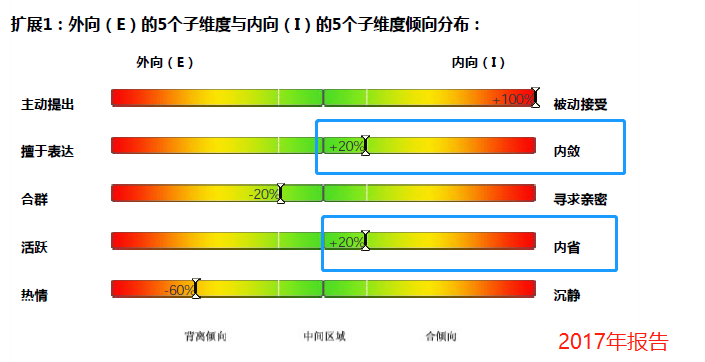 扩展1：外向（E）的5个子维度与内向（I）的5个子维度倾向分布：
外向（E） 内向（I）
主动提出 +100% 被动接受
擅于表达 +20% 内敛
合群 -20% 寻求亲密
活跃 +20% 内省
热情 -60% 沉静
背离倾向 中间区域 合倾向
2017年报告